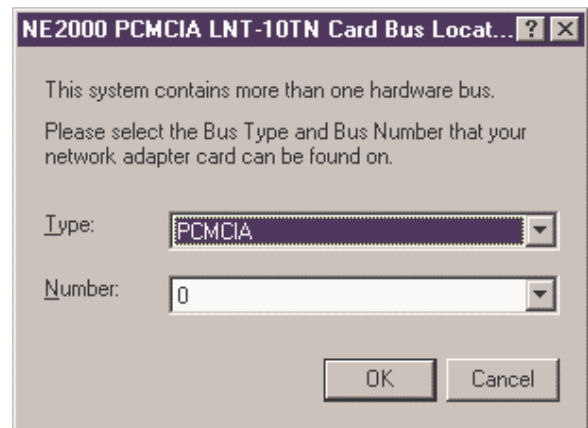 NE2000 PCMCIA LNT-10TN Card Bus Locat...
This system contains more than one hardware bus.
Please select the Bus Type and Bus Number that your
network adapter card can be found on.
Type: PCMCIA
Number: 0
OK Cancel